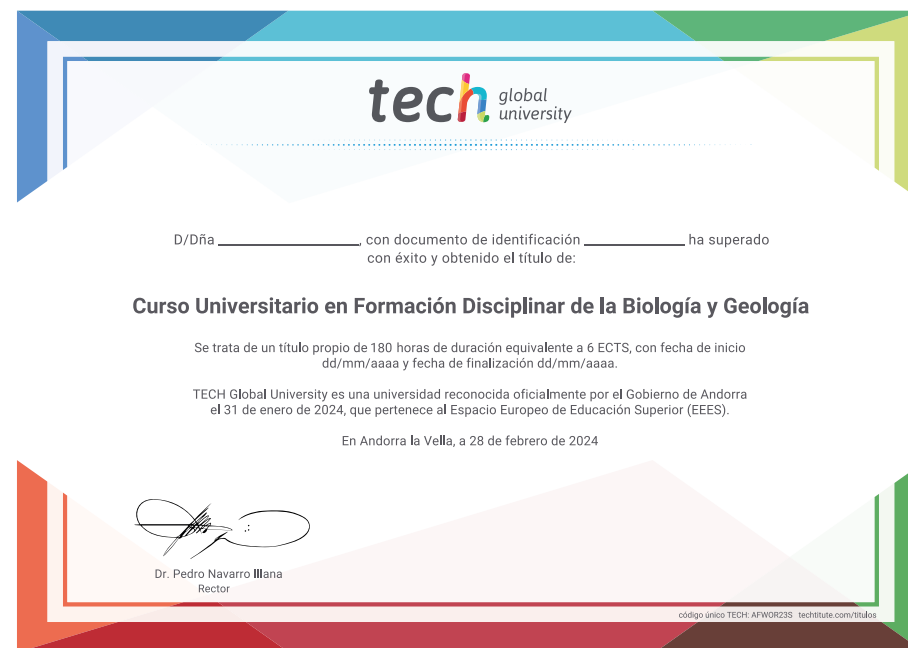 tech global university
D/Dña ____________________, con documento de identificación ______________ ha superado
con éxito y obtenido el título de:
Curso Universitario en Formación Disciplinar de la Biología y Geología
Se trata de un título propio de 180 horas de duración equivalente a 6 ECTS, con fecha de inicio
dd/mm/aaaa y fecha de finalización dd/mm/aaaa.
TECH Global University es una universidad reconocida oficialmente por el Gobierno de Andorra
el 31 de enero de 2024, que pertenece al Espacio Europeo de Educación Superior (EEES).
En Andorra la Vella, a 28 de febrero de 2024
Dr. Pedro Navarro Illana
Rector
código único TECH: AFWOR23S techtitute.com/titulos